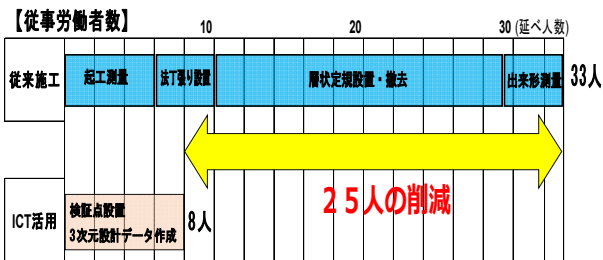 【従事労働者数】
10 20 30 (延べ人数)
従来施工 起工測量 法丁張り設置 層状定規設置・撤去 出来形測量 33人
２５人の削減
ICT活用 検証点設置 8人
3次元設計データ作成